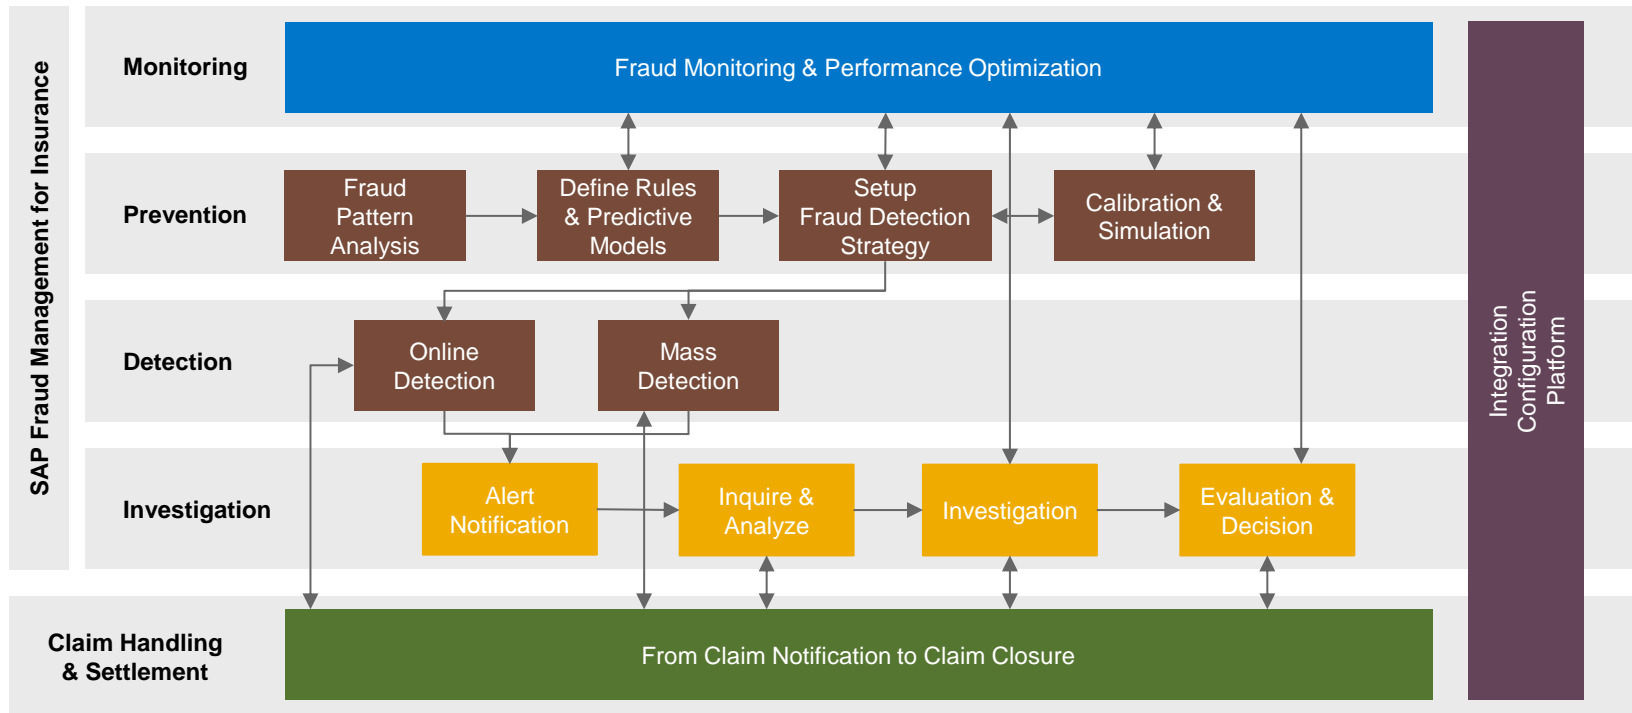 SAP Fraud Management for Insurance
Monitoring
Fraud Monitoring & Performance Optimization
Prevention
Fraud
Pattern
Analysis
Define Rules
& Predictive
Models
Setup
Fraud Detection
Strategy
Calibration &
Simulation
Detection
Online
Detection
Mass
Detection
Investigation
Alert
Notification
Inquire &
Analyze
Investigation
Evaluation &
Decision
Claim Handling
& Settlement
From Claim Notification to Claim Closure
Integration
Configuration
Platform